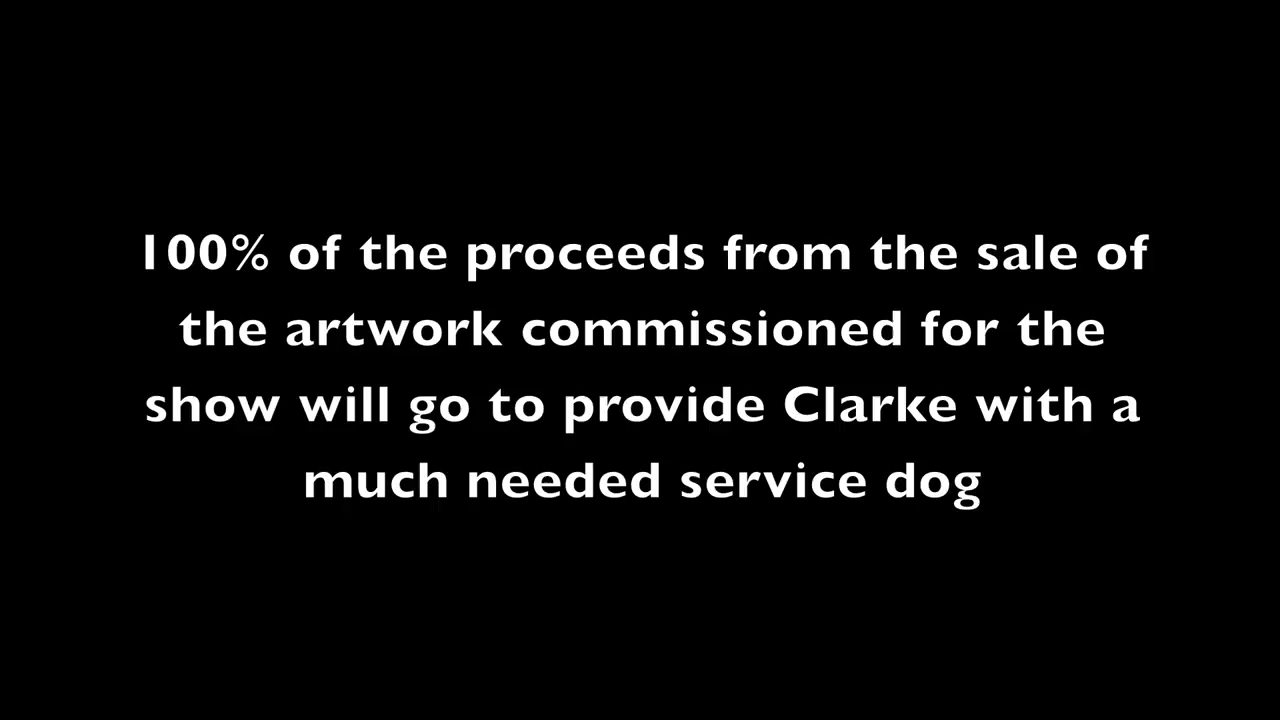 100% of the proceeds from the sale of
the artwork commissioned for the
show will go to provide Clarke with a
much needed service dog